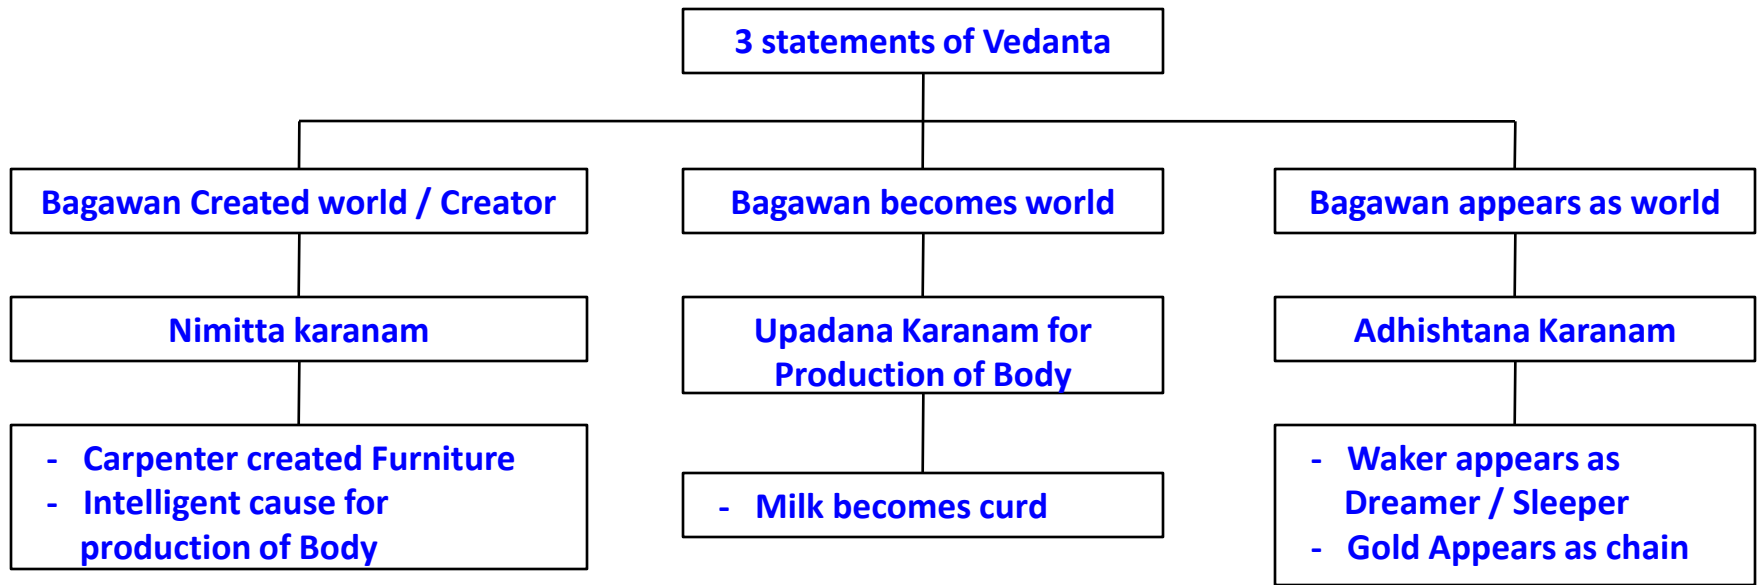 3 statements of Vedanta
Bagawan Created world / Creator
Bagawan becomes world
Bagawan appears as world
Nimitta karanam
Upadana Karanam for
Production of Body
Adhishtana Karanam
- Carpenter created Furniture
- Intelligent cause for
production of Body
- Milk becomes curd
- Waker appears as
Dreamer / Sleeper
- Gold Appears as chain